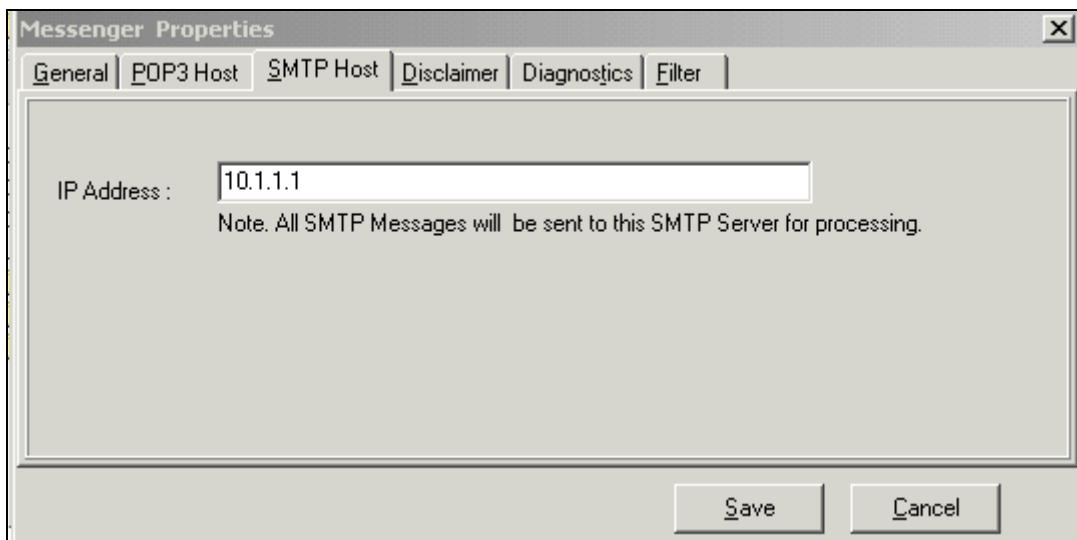 Messenger Properties
General POP3 Host SMTP Host Disclaimer Diagnostics Filter
IP Address : 10.1.1.1
Note. All SMTP Messages will be sent to this SMTP Server for processing.
Save Cancel